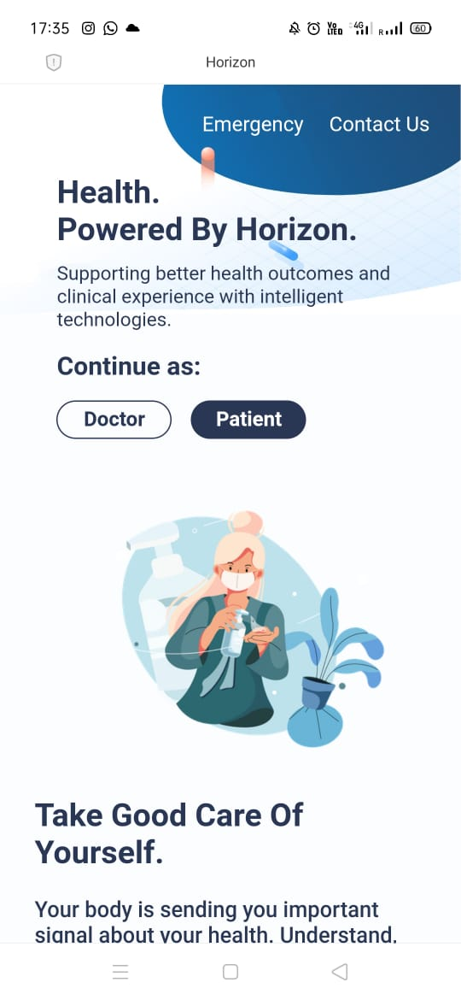 17:35
Vo LTED 4G R 60
Horizon
Emergency Contact Us
Health.
Powered By Horizon.
Supporting better health outcomes and
clinical experience with intelligent
technologies.
Continue as:
Doctor Patient
Take Good Care Of
Yourself.
Your body is sending you important
signal about your health. Understand,